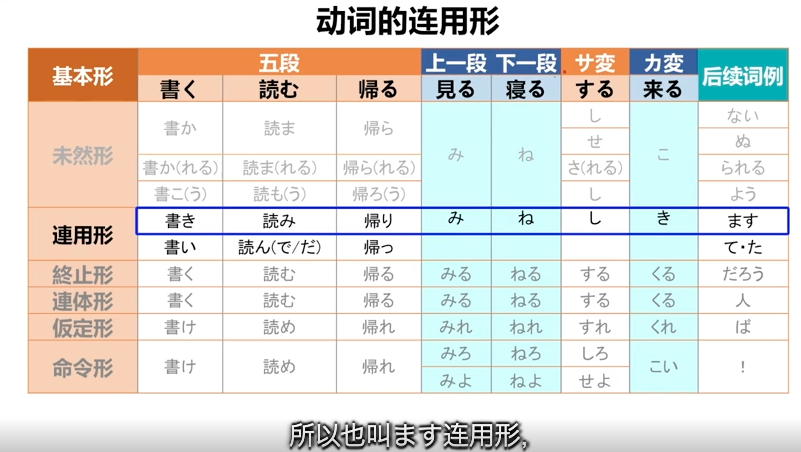 动词的连用形
基本形 五段 上一段 下一段 サ変 カ変 后续词例
書く 読む 帰る 見る 寝る する 来る
未然形 書か 読ま 帰ら み ね し こ ない
せ ぬ
書か(れる) 読ま(れる) 帰ら(れる) さ(れる) られる
書こ(う) 読も(う) 帰ろ(う) し よう
連用形 書き 読み 帰り み ね し き ます
書い 読ん(で/だ) 帰っ て・た
終止形 書く 読む 帰る みる ねる する くる だろう
連体形 書く 読む 帰る みる ねる する くる 人
仮定形 書け 読め 帰れ みれ ねれ すれ くれ ば
命令形 書け 読め 帰れ みろ ねろ しろ こい !
みよ ねよ せよ
所以也叫ます连用形,